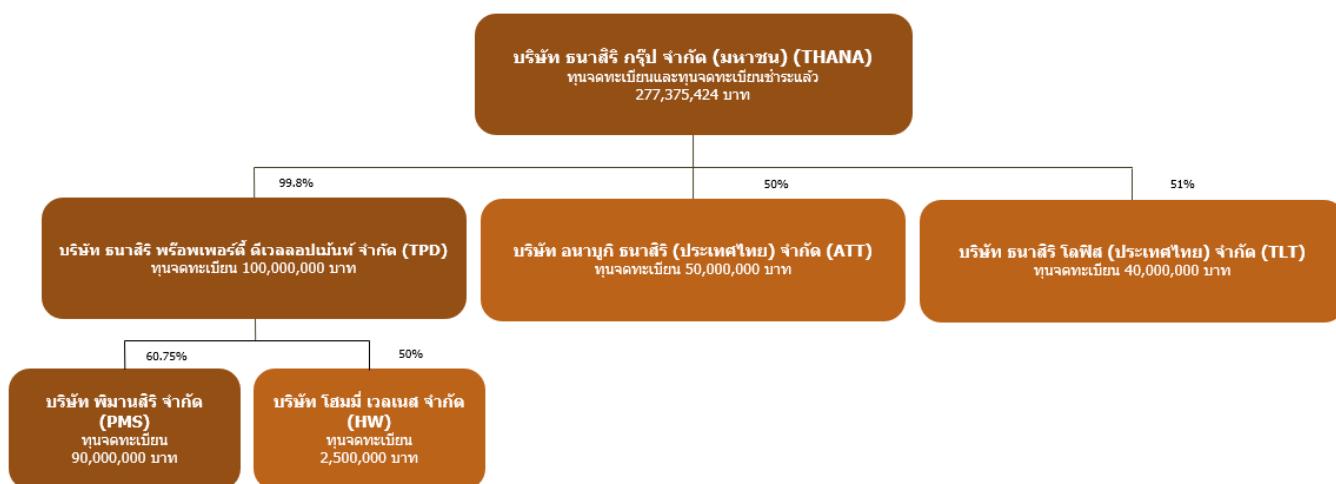 บริษัท ธนาสิริ กรุ๊ป จำกัด (มหาชน) (THANA)
ทุนจดทะเบียนและทุนจดทะเบียนชำระแล้ว
277,375,424 บาท
99.8%
50%
51%
บริษัท ธนาสิริ พร๊อพเพอร์ตี้ ดีเวลลอปเม้นท์ จำกัด (TPD)
ทุนจดทะเบียน 100,000,000 บาท
บริษัท อนาบูกิ ธนาสิริ (ประเทศไทย) จำกัด (ATT)
ทุนจดทะเบียน 50,000,000 บาท
บริษัท ธนาสิริ โลฟิส (ประเทศไทย) จำกัด (TLT)
ทุนจดทะเบียน 40,000,000 บาท
60.75%
50%
บริษัท พิมานสิริ จำกัด
(PMS)
ทุนจดทะเบียน
90,000,000 บาท
บริษัท โฮมมี่ เวลเนส จำกัด
(HW)
ทุนจดทะเบียน
2,500,000 บาท